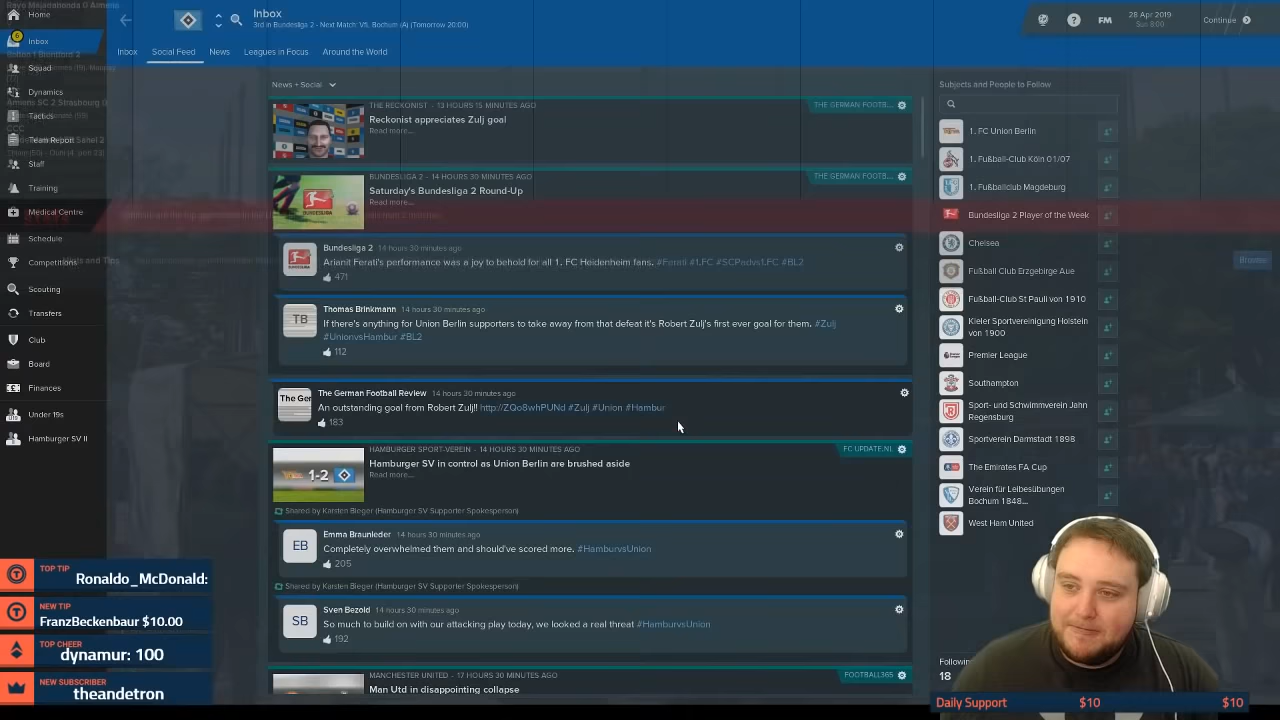 Home
Inbox
6
Squad
Dynamics
Tactics
Team Report
Staff
Training
Medical Centre
Schedule
Competitions
Scouting
Transfers
Club
Board
Finances
Under 19s
Hamburger SV II
Inbox
3rd in Bundesliga 2 - Next Match: VfL Bochum (A) (Tomorrow 20:00)
FM
28 Apr 2019
Sun 8:00
Continue
Inbox
Social Feed
News
Leagues in Focus
Around the World
News + Social
THE RECKONIST - 13 HOURS 15 MINUTES AGO
THE GERMAN FOOTB...
Reckonist appreciates Zulj goal
Read more...
BUNDESLIGA 2 - 14 HOURS 30 MINUTES AGO
THE GERMAN FOOTB...
Saturday's Bundesliga 2 Round-Up
Read more...
Bundesliga 2 14 hours 30 minutes ago
Arianit Ferati's performance was a joy to behold for all 1. FC Heidenheim fans. #Ferati #1.FC #SCPadvs1.FC #BL2
471
TB
Thomas Brinkmann 14 hours 30 minutes ago
If there's anything for Union Berlin supporters to take away from that defeat it's Robert Zulj's first ever goal for them. #Zulj
#UnionvsHambur #BL2
112
The Ger
The German Football Review 14 hours 30 minutes ago
An outstanding goal from Robert Zulj!! http://ZQo8whPUNd #Zulj #Union #Hambur
183
HAMBURGER SPORT-VEREIN - 14 HOURS 30 MINUTES AGO
FC UPDATE.NL
1-2
Hamburger SV in control as Union Berlin are brushed aside
Read more...
Shared by Karsten Bieger (Hamburger SV Supporter Spokesperson)
EB
Emma Braunleder 14 hours 30 minutes ago
Completely overwhelmed them and should've scored more. #HamburvsUnion
205
Shared by Karsten Bieger (Hamburger SV Supporter Spokesperson)
SB
Sven Bezold 14 hours 30 minutes ago
So much to build on with our attacking play today, we looked a real threat #HamburvsUnion
192
MANCHESTER UNITED - 17 HOURS 30 MINUTES AGO
FOOTBALL365
Man Utd in disappointing collapse
Subjects and People to Follow
1. FC Union Berlin
1. Fußball-Club Köln 01/07
1. Fußballclub Magdeburg
Bundesliga 2 Player of the Week
Chelsea
Browse
Fussball Club Erzgebirge Aue
Fußball-Club St Pauli von 1910
Kieler Sportvereinigung Holstein
von 1900
Premier League
Southampton
Sport- und Schwimmverein Jahn
Regensburg
Sportverein Darmstadt 1898
The Emirates FA Cup
Verein für Leibesübungen
Bochum 1848...
West Ham United
18
TOP TIP
Ronaldo_McDonald:
NEW TIP
FranzBeckenbaur $10.00
TOP CHEER
dynamur: 100
NEW SUBSCRIBER
theandetron
Daily Support $10 $10